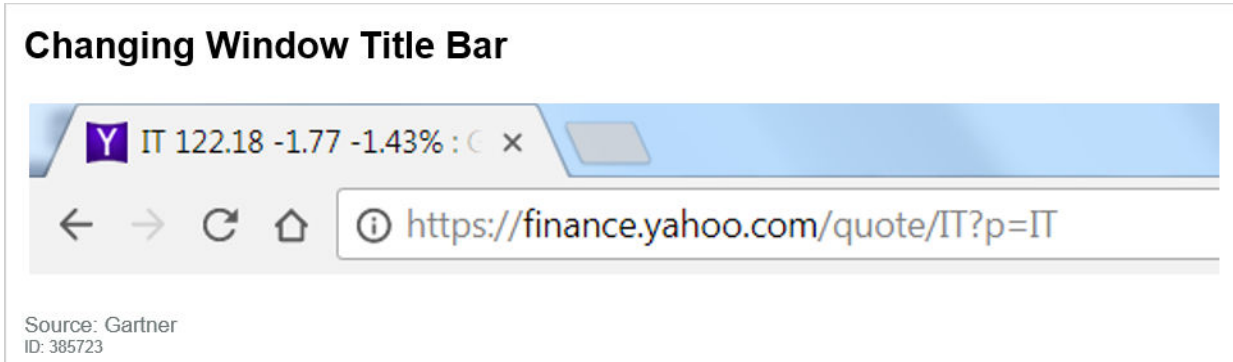 Changing Window Title Bar
Y IT 122.18 -1.77 -1.43% :
https://finance.yahoo.com/quote/IT?p=IT
Source: Gartner
ID: 385723